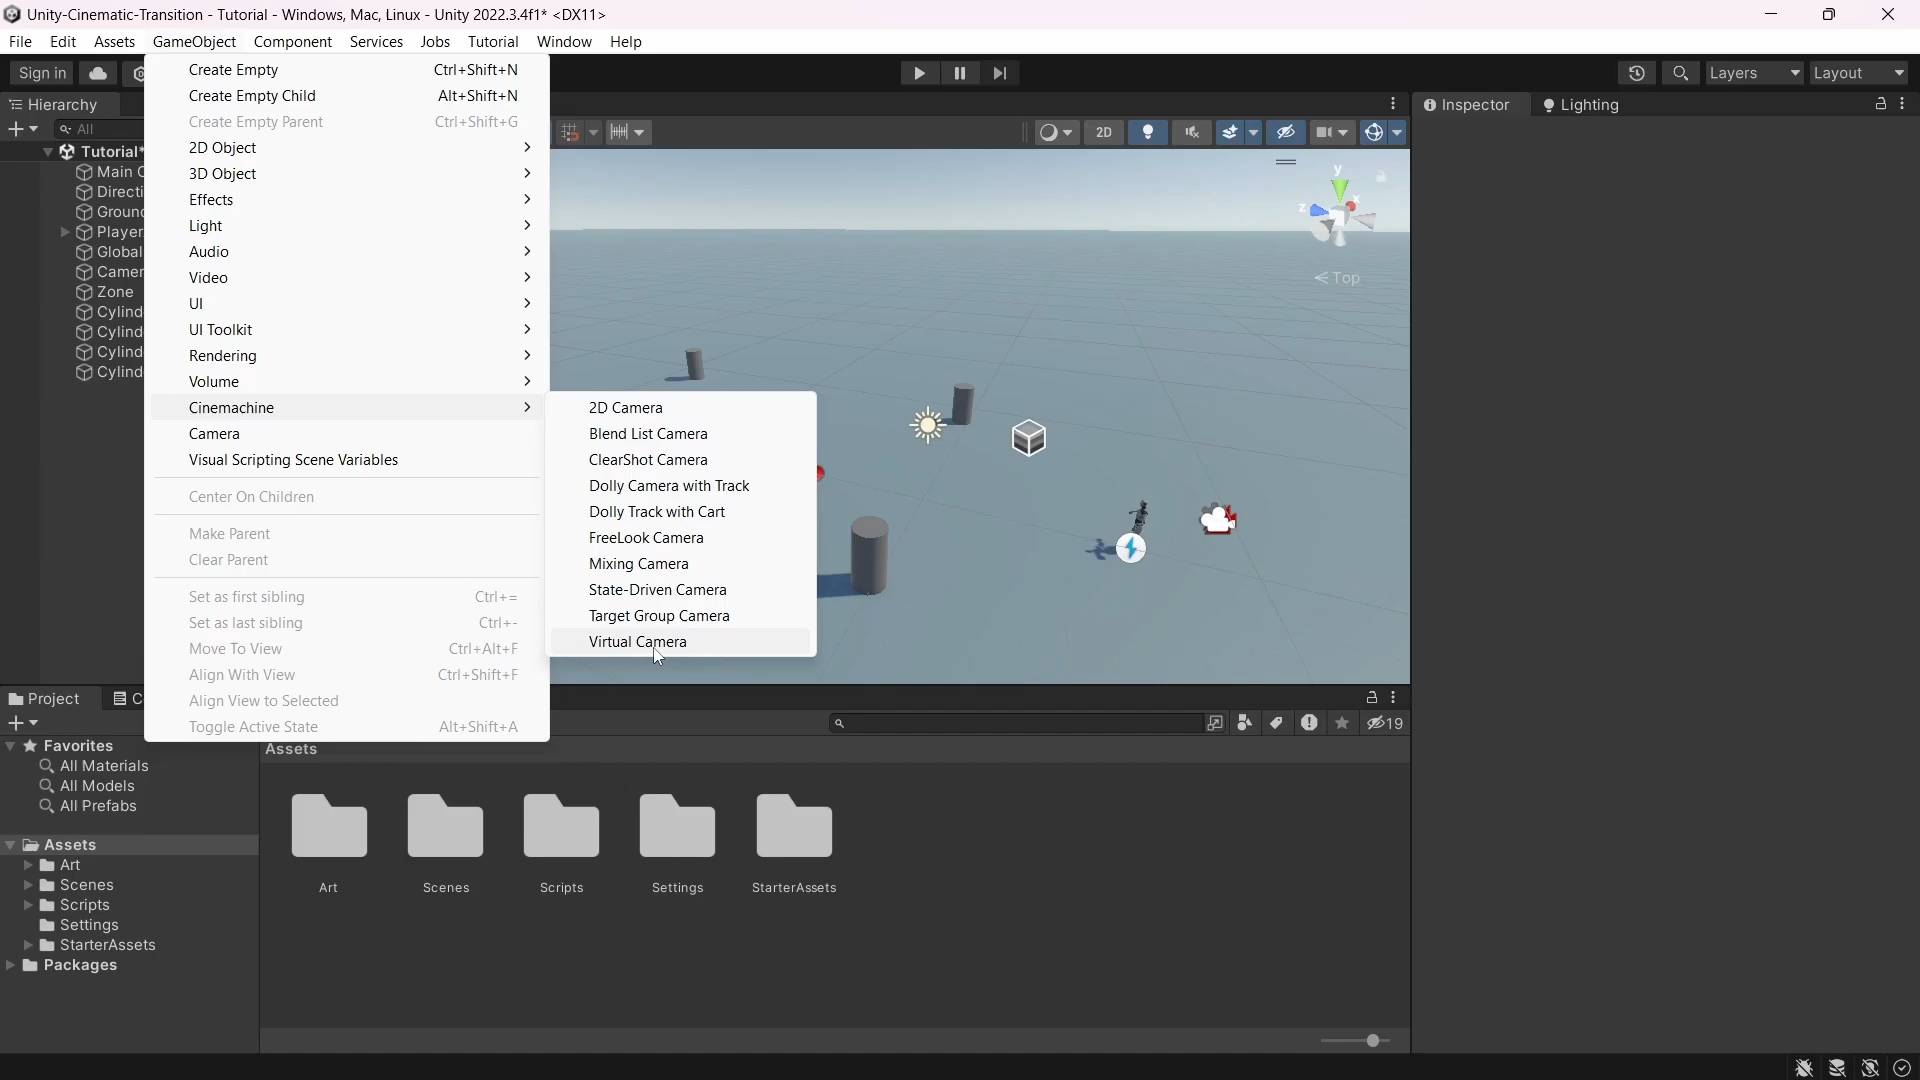 Unity-Cinematic-Transition - Tutorial - Windows, Mac, Linux - Unity 2022.3.4f1* <DX11>
File Edit Assets GameObject Component Services Jobs Tutorial Window Help
Sign in
Layers
Layout
Hierarchy
All
Tutorial*
Main C
Directi
Groun
Player
Global
Camer
Zone
Cylind
Cylind
Cylind
Cylind
Create Empty Ctrl+Shift+N
Create Empty Child Alt+Shift+N
Create Empty Parent Ctrl+Shift+G
2D Object
3D Object
Effects
Light
Audio
Video
UI
UI Toolkit
Rendering
Volume
Cinemachine
Camera
Visual Scripting Scene Variables
Center On Children
Make Parent
Clear Parent
Set as first sibling Ctrl+=
Set as last sibling Ctrl+-
Move To View Ctrl+Alt+F
Align With View Ctrl+Shift+F
Align View to Selected
Toggle Active State Alt+Shift+A
2D Camera
Blend List Camera
ClearShot Camera
Dolly Camera with Track
Dolly Track with Cart
FreeLook Camera
Mixing Camera
State-Driven Camera
Target Group Camera
Virtual Camera
2D
y
x
z
Top
Inspector
Lighting
Project
C
19
Favorites
All Materials
All Models
All Prefabs
Assets
Art
Scenes
Scripts
Settings
StarterAssets
Packages
Assets
Art
Scenes
Scripts
Settings
StarterAssets